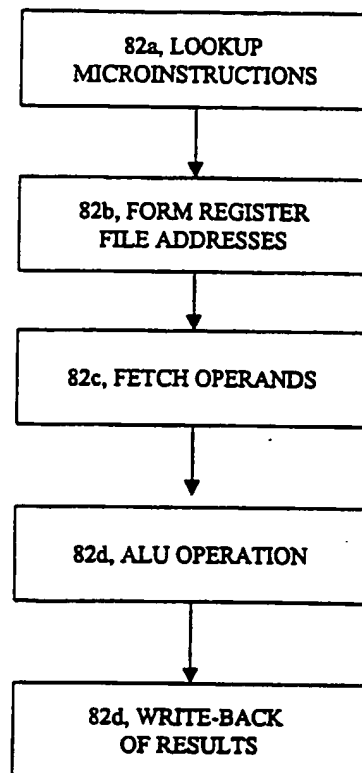 82a, LOOKUP
MICROINSTRUCTIONS
82b, FORM REGISTER
FILE ADDRESSES
82c, FETCH OPERANDS
82d, ALU OPERATION
82d, WRITE-BACK
OF RESULTS